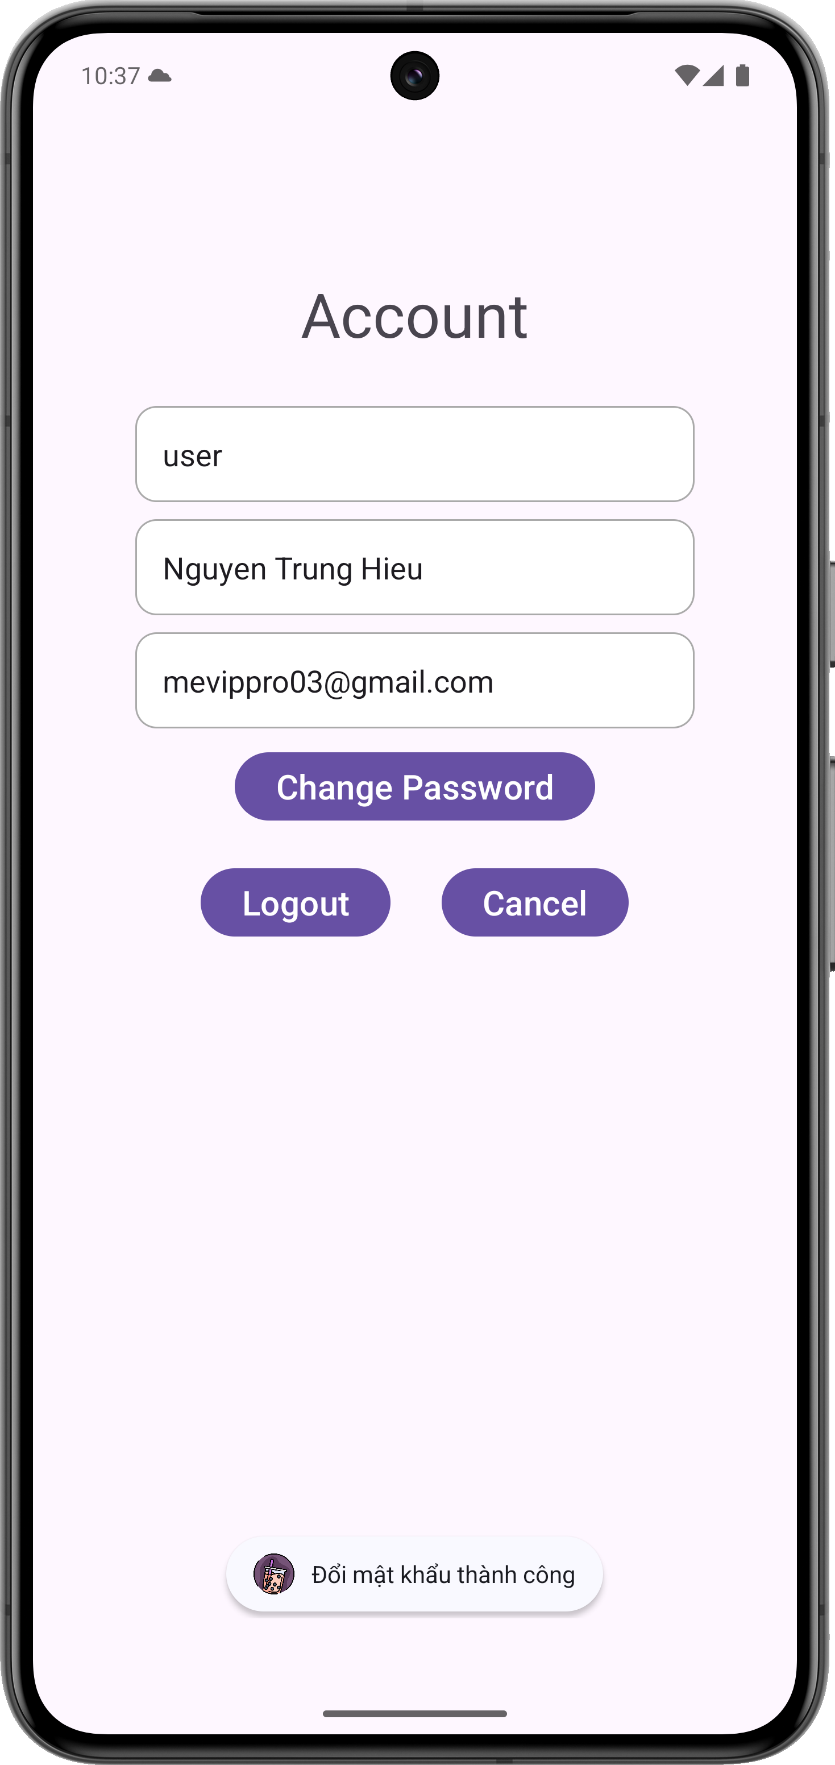 10:37
Account
user
Nguyen Trung Hieu
mevippro03@gmail.com
Change Password
Logout Cancel
Đổi mật khẩu thành công